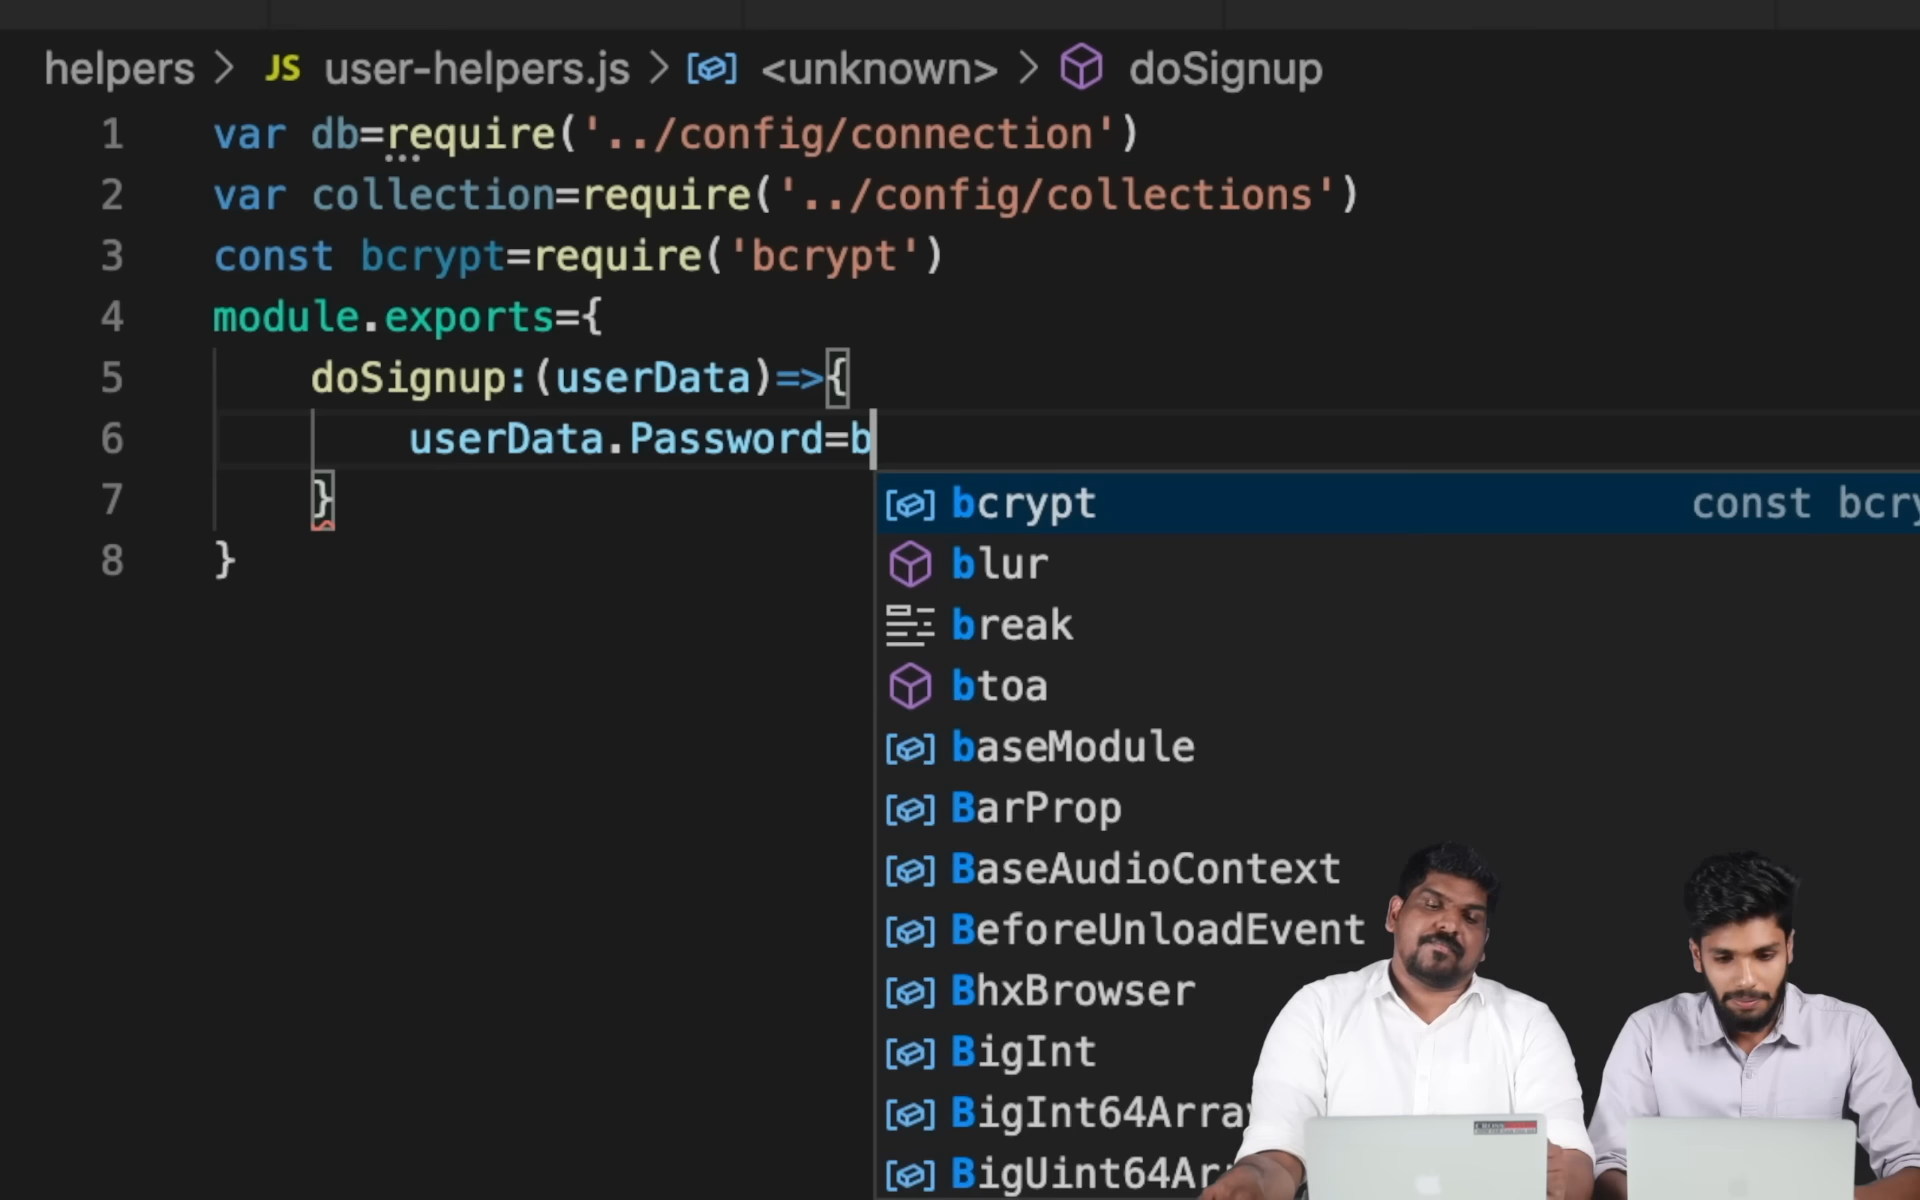 helpers > JS user-helpers.js > <unknown> > doSignup
1 var db=require('../config/connection')
2 var collection=require('../config/collections')
3 const bcrypt=require('bcrypt')
4 module.exports={
5 doSignup:(userData)=>{
6 userData.Password=b
7 }
8 }
bcrypt const bcry
blur
break
btoa
baseModule
BarProp
BaseAudioContext
BeforeUnloadEvent
BhxBrowser
BigInt
BigInt64Array
BigUint64Arr